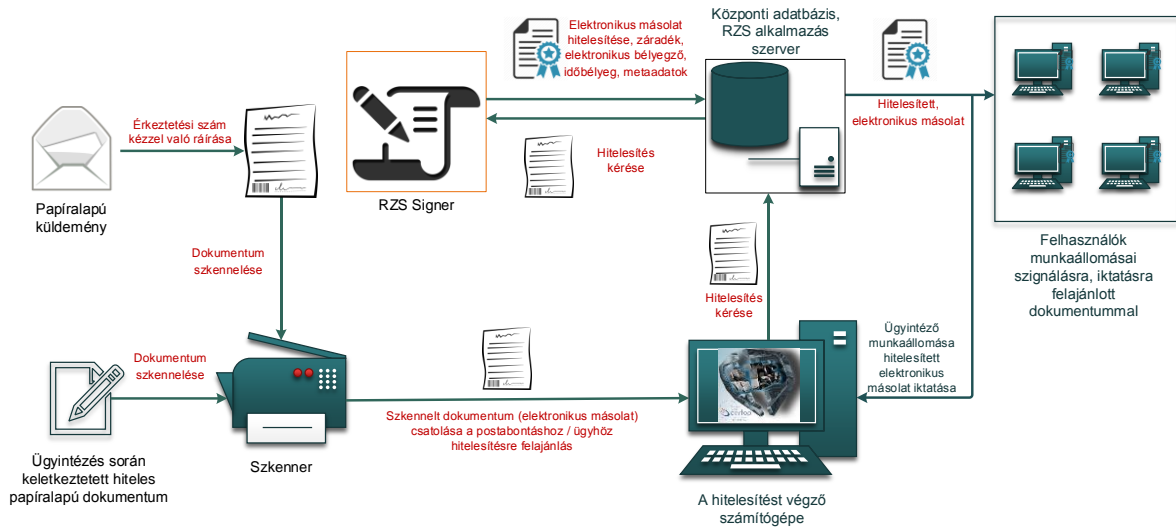 Elektronikus másolat
hitelesítése, záradék,
elektronikus bélyegző,
időbélyeg, metaadatok
Központi adatbázis,
RZS alkalmazás
szerver
Érkeztetési szám
kézzel való ráírása
Hitelesített,
elektronikus másolat
Hitelesítés
kérése
Papíralapú
küldemény
RZS Signer
Felhasználók
munkaállomásai
szignálásra, iktatásra
felajánlott
dokumentummal
Dokumentum
szkennelése
Hitelesítés
kérése
Ügyintéző
munkaállomása
hitelesített
elektronikus
másolat iktatása
Dokumentum
szkennelése
Szkennelt dokumentum (elektronikus másolat)
csatolása a postabontáshoz / ügyhöz
hitelesítésre felajánlás
Ügyintézés során
keletkeztetett hiteles
papíralapú dokumentum
Szkenner
A hitelesítést végző
számítógépe